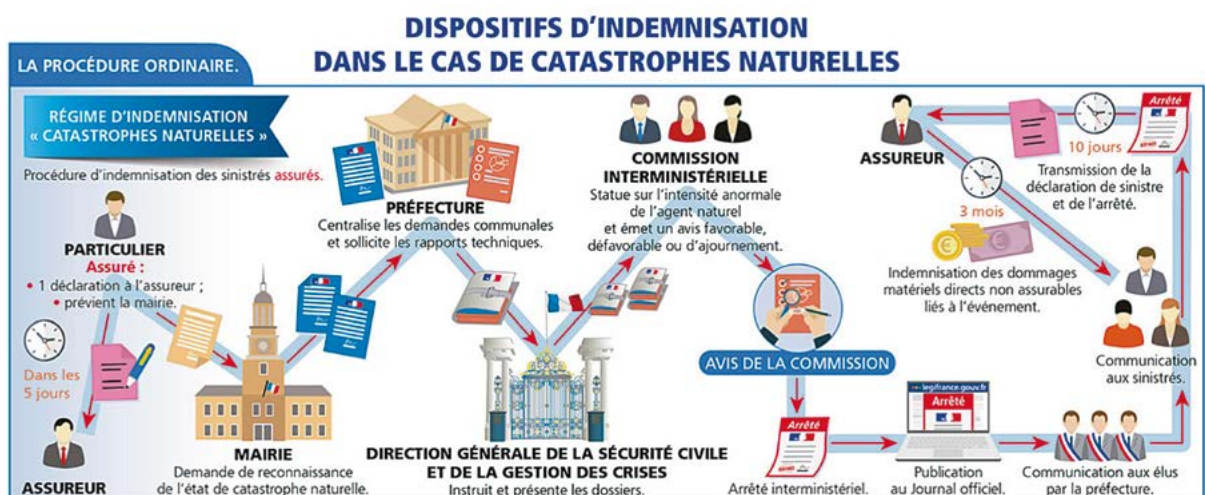 DISPOSITIFS D'INDEMNISATION
DANS LE CAS DE CATASTROPHES NATURELLES
LA PROCÉDURE ORDINAIRE.
RÉGIME D'INDEMNISATION
« CATASTROPHES NATURELLES »
Procédure d'indemnisation des sinistrés assurés.
PARTICULIER
Assuré :
• 1 déclaration à l'assureur ;
• prévient la mairie.
Dans les
5 jours
ASSUREUR
MAIRIE
Demande de reconnaissance
de l'état de catastrophe naturelle.
PRÉFECTURE
Centralise les demandes communales
et sollicite les rapports techniques.
DIRECTION GÉNÉRALE DE LA SÉCURITÉ CIVILE
ET DE LA GESTION DES CRISES
Instruit et présente les dossiers.
COMMISSION
INTERMINISTÉRIELLE
Statue sur l'intensité anormale
de l'agent naturel
et émet un avis favorable,
défavorable ou d'ajournement.
AVIS DE LA COMMISSION
Arrêté
Arrêté interministériel.
legifrance.gouv.fr
Arrêté
Publication
au Journal officiel.
Communication aux élus
par la préfecture.
Communication
aux sinistrés.
Arrêté
10 jours
Transmission de la
déclaration de sinistre
et de l'arrêté.
ASSUREUR
3 mois
Indemnisation des dommages
matériels directs non assurables
liés à l'événement.